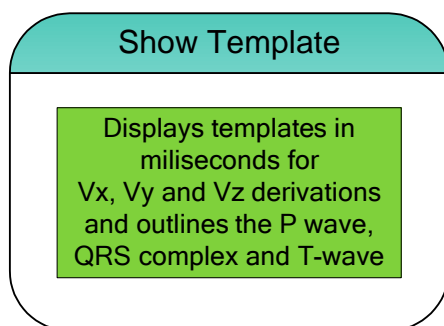 Show Template
Displays templates in
miliseconds for
Vx, Vy and Vz derivations
and outlines the P wave,
QRS complex and T-wave